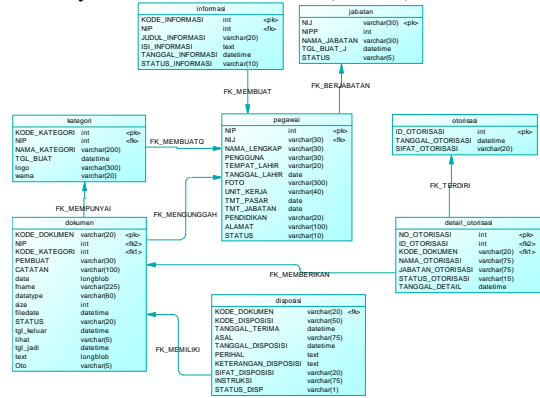 informasi
KODE_INFORMASI int <pk>
NIP int <fk>
JUDUL_INFORMASI varchar(20)
ISI_INFORMASI text
TANGGAL_INFORMASI datetime
STATUS_INFORMASI varchar(10)
jabatan
NIJ varchar(30) <pk>
NIPP int
NAMA_JABATAN varchar(30)
TGL_BUAT_J datetime
STATUS varchar(5)
FK_MEMBUAT
FK_BERJABATAN
kategori
KODE_KATEGORI int <pk>
NIP int <fk>
NAMA_KATEGORI varchar(200)
TGL_BUAT datetime
logo varchar(300)
warna varchar(20)
FK_MEMBUATQ
pegawai
NIP int <pk>
NIJ varchar(30) <fk>
NAMA_LENGKAP varchar(30)
PENGGUNA varchar(30)
TEMPAT_LAHIR varchar(20)
TANGGAL_LAHIR date
FOTO varchar(300)
UNIT_KERJA varchar(40)
TMT_PASAR date
TMT_JABATAN date
PENDIDIKAN varchar(20)
ALAMAT varchar(100)
STATUS varchar(10)
otorisasi
ID_OTORISASI int <pk>
TANGGAL_OTORISASI datetime
SIFAT_OTORISASI varchar(20)
FK_TERDIRI
FK_MEMPUNYAI
FK_MENGUNGGAH
dokumen
KODE_DOKUMEN varchar(20) <pk>
NIP int <fk2>
KODE_KATEGORI int <fk1>
PEMBUAT varchar(30)
CATATAN varchar(100)
data longblob
fname varchar(225)
datatype varchar(60)
size int
filedate datetime
STATUS varchar(20)
tgl_keluar datetime
lihat varchar(5)
tgl_jadi datetime
text longblob
Oto varchar(5)
detail_otorisasi
NO_OTORISASI int <pk>
ID_OTORISASI int <fk2>
KODE_DOKUMEN varchar(20) <fk1>
NAMA_OTORISASI varchar(75)
JABATAN_OTORISASI varchar(75)
STATUS_OTORISASI varchar(15)
TANGGAL_DETAIL datetime
FK_MEMBERIKAN
disposisi
KODE_DOKUMEN varchar(20) <fk>
KODE_DISPOSISI varchar(50)
TANGGAL_TERIMA datetime
ASAL varchar(75)
TANGGAL_DISPOSISI datetime
PERIHAL text
KETERANGAN_DISPOSISI text
SIFAT_DISPOSISI varchar(20)
INSTRUKSI varchar(75)
STATUS_DISP varchar(1)
FK_MEMILIKI